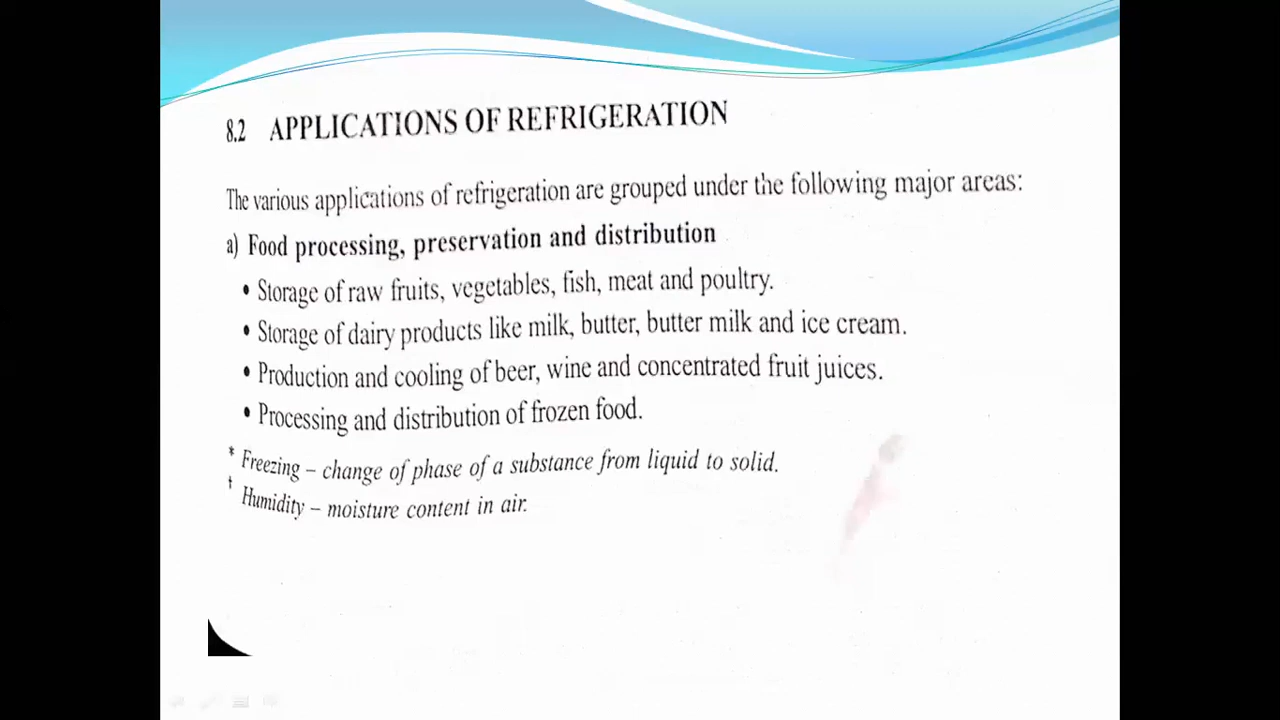 8.2 APPLICATIONS OF REFRIGERATION
The various applications of refrigeration are grouped under the following major areas:
a) Food processing, preservation and distribution
• Storage of raw fruits, vegetables, fish, meat and poultry.
• Storage of dairy products like milk, butter, butter milk and ice cream.
• Production and cooling of beer, wine and concentrated fruit juices.
• Processing and distribution of frozen food.
* Freezing – change of phase of a substance from liquid to solid.
† Humidity – moisture content in air.